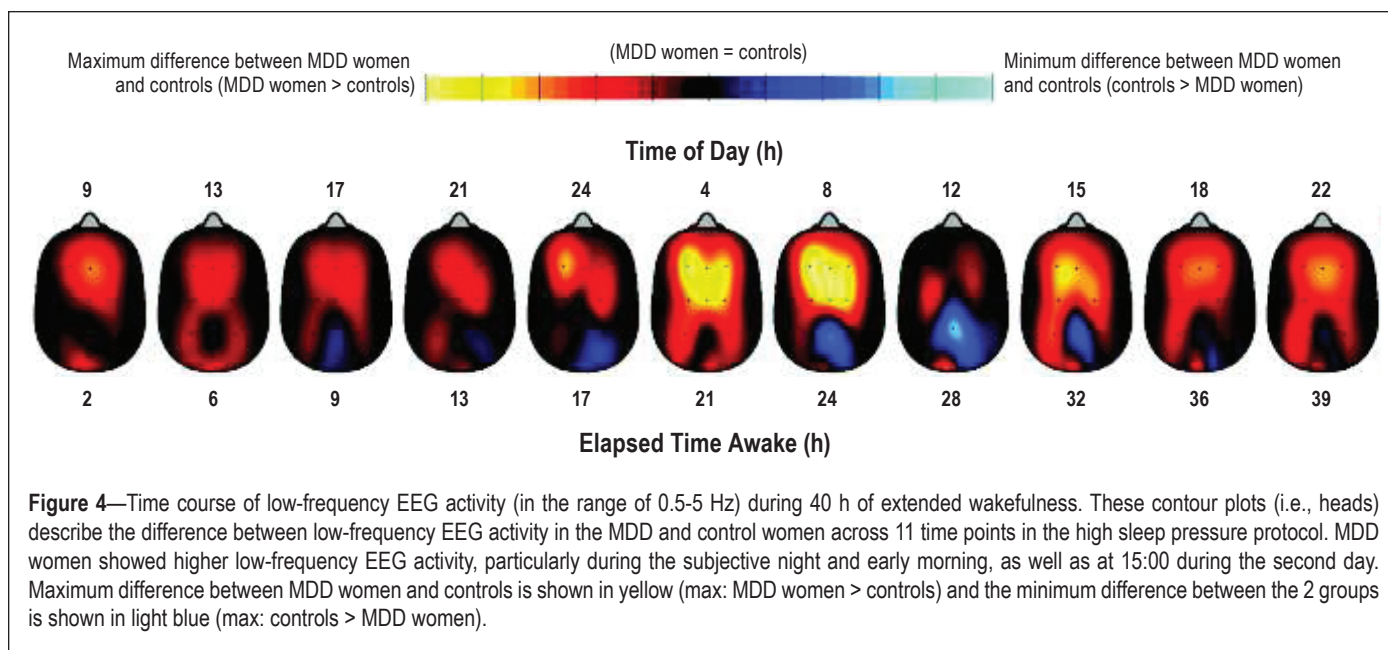 (MDD women = controls)
Maximum difference between MDD women
and controls (MDD women > controls)
Minimum difference between MDD women
and controls (controls > MDD women)
Time of Day (h)
9 13 17 21 24 4 8 12 15 18 22
2 6 9 13 17 21 24 28 32 36 39
Elapsed Time Awake (h)
Figure 4—Time course of low-frequency EEG activity (in the range of 0.5-5 Hz) during 40 h of extended wakefulness. These contour plots (i.e., heads)
describe the difference between low-frequency EEG activity in the MDD and control women across 11 time points in the high sleep pressure protocol. MDD
women showed higher low-frequency EEG activity, particularly during the subjective night and early morning, as well as at 15:00 during the second day.
Maximum difference between MDD women and controls is shown in yellow (max: MDD women > controls) and the minimum difference between the 2 groups
is shown in light blue (max: controls > MDD women).